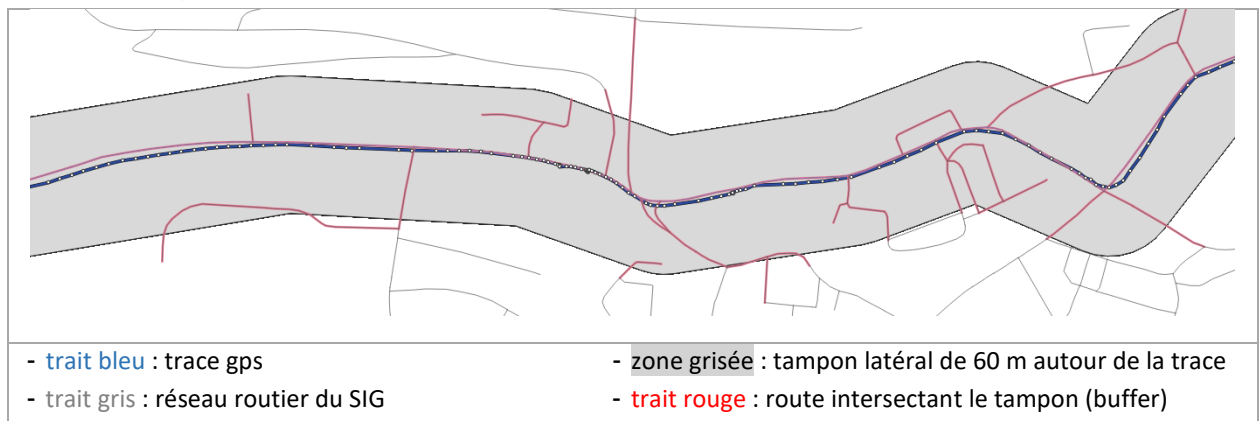 - trait bleu : trace gps
- zone grisée : tampon latéral de 60 m autour de la trace
- trait gris : réseau routier du SIG
- trait rouge : route intersectant le tampon (buffer)